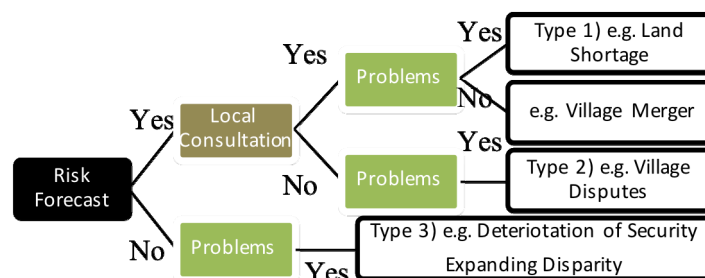 Yes
Type 1) e.g. Land
Shortage
Yes
Problems
No
e.g. Village Merger
Yes
Local
Consultation
Yes
Type 2) e.g. Village
Disputes
No
Problems
Risk
Forecast
No
Problems
Type 3) e.g. Deteriotation of Security
Expanding Disparity
Yes